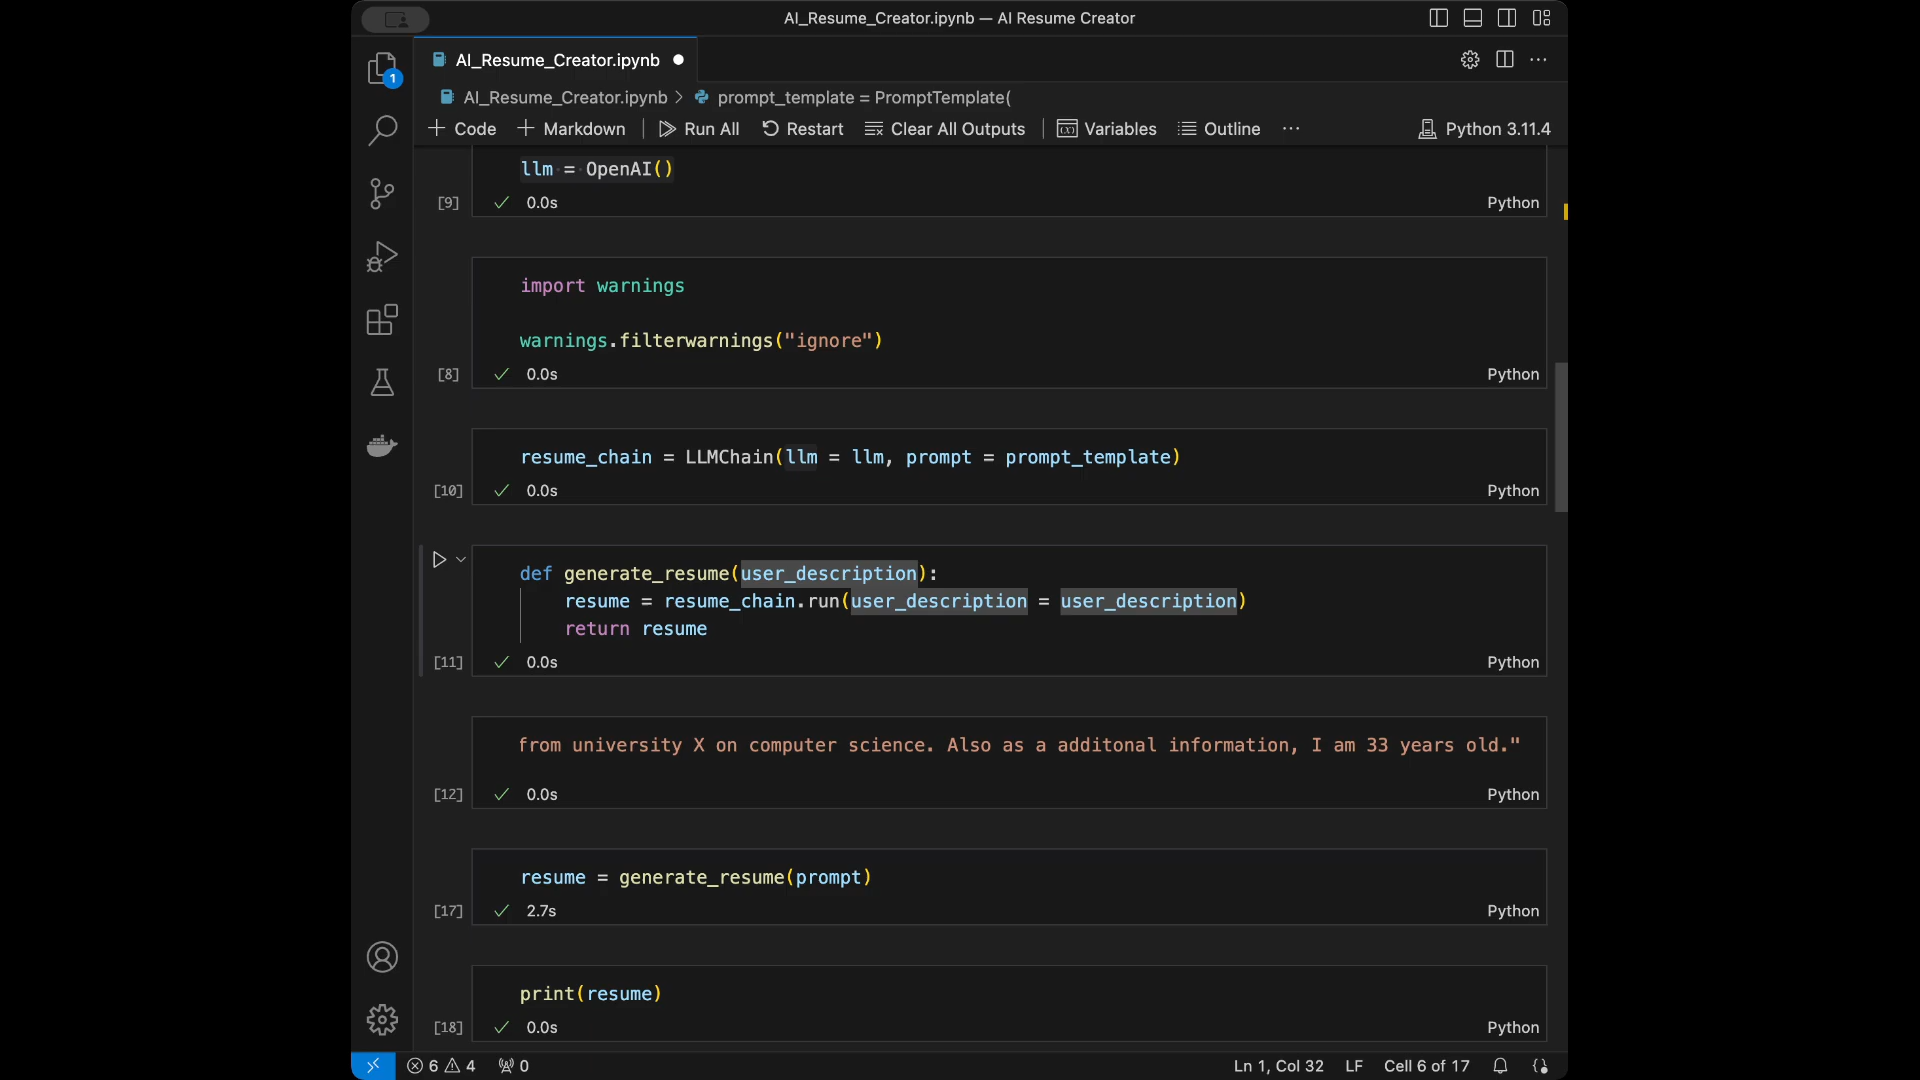 AI_Resume_Creator.ipynb — AI Resume Creator
1
AI_Resume_Creator.ipynb
AI_Resume_Creator.ipynb > prompt_template = PromptTemplate(
Code Markdown Run All Restart Clear All Outputs Variables Outline ··· Python 3.11.4
llm = OpenAI()
[9] 0.0s Python
import warnings
warnings.filterwarnings("ignore")
[8] 0.0s Python
resume_chain = LLMChain(llm = llm, prompt = prompt_template)
[10] 0.0s Python
def generate_resume(user_description):
resume = resume_chain.run(user_description = user_description)
return resume
[11] 0.0s Python
from university X on computer science. Also as a additonal information, I am 33 years old."
[12] 0.0s Python
resume = generate_resume(prompt)
[17] 2.7s Python
print(resume)
[18] 0.0s Python
6 4 0 Ln 1, Col 32 LF Cell 6 of 17